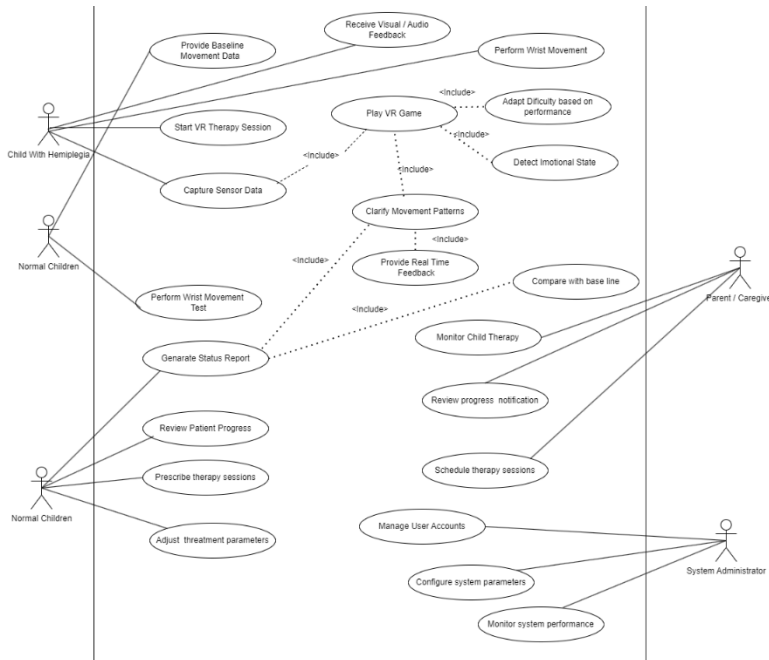 Receive Visual / Audio
Feedback
Provide Baseline
Movement Data
Perform Wrist Movement
<Include>
Adapt Dificulty based on
performance
Play VR Game
Start VR Therapy Session
Child With Hemiplegia
<Include>
<Include>
Detect Imotional State
<Include>
Capture Sensor Data
Clarify Movement Patterns
<Include>
<Include>
Provide Real Time
Feedback
Normal Children
Compare with base line
Parent / Caregive
Perform Wrist Movement
Test
<Include>
Monitor Child Therapy
Genarate Status Report
Review progress notification
Review Patient Progress
Schedule therapy sessions
Prescribe therapy sessions
Normal Children
Manage User Accounts
Adjust threatment parameters
System Administrator
Configure system parameters
Monitor system performance